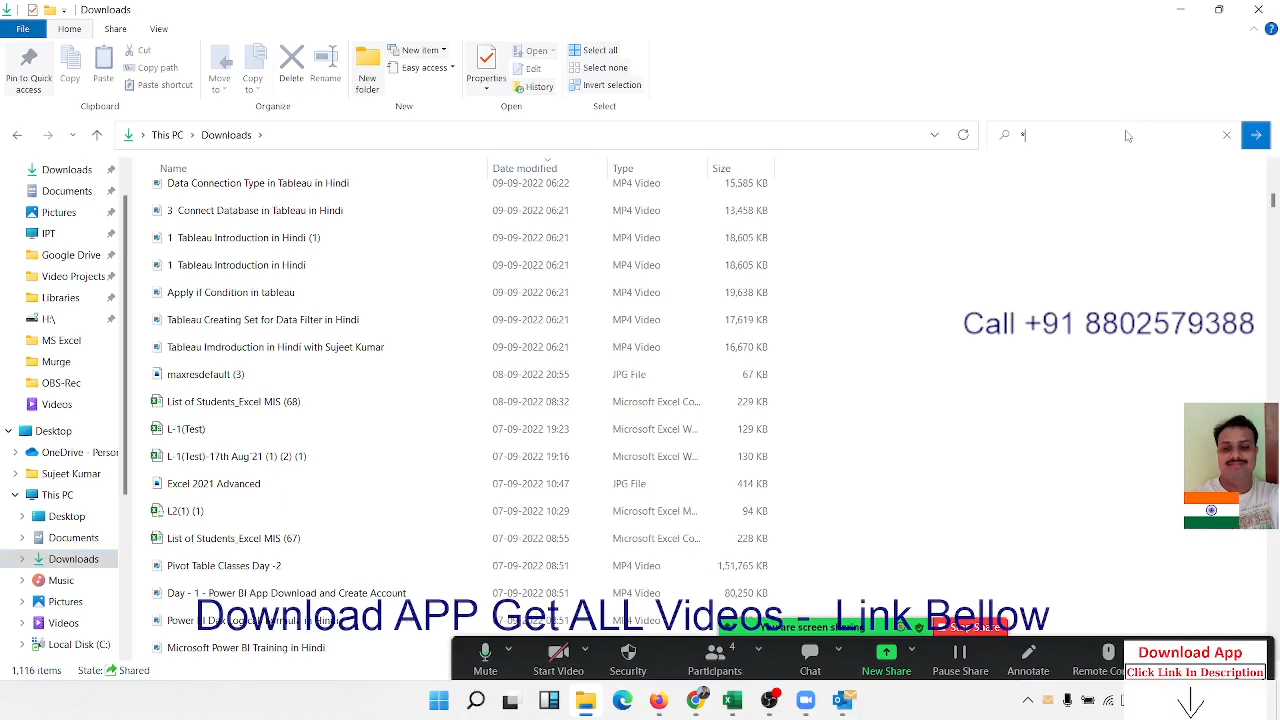 Downloads
File Home Share View
Pin to Quick access
Copy
Paste
Cut
Copy path
Paste shortcut
Clipboard
Move to
Copy to
Delete
Rename
Organize
New folder
New item
Easy access
New
Properties
Open
Edit
History
Open
Select all
Select none
Invert selection
Select
This PC Downloads
*
Name Date modified Type Size
Data Connection Type in Tableau in Hindi 09-09-2022 06:22 MP4 Video 15,585 KB
3 Connect Database in Tableau in Hindi 09-09-2022 06:21 MP4 Video 13,458 KB
1 Tableau Introduction in Hindi (1) 09-09-2022 06:21 MP4 Video 18,605 KB
1 Tableau Introduction in Hindi 09-09-2022 06:21 MP4 Video 18,605 KB
Apply if Condition in tableau 09-09-2022 06:21 MP4 Video 19,638 KB
Tableau Creating Set for Data Filter in Hindi 09-09-2022 06:21 MP4 Video 17,619 KB
Tableau Imdroduction in Hindi with Sujeet Kumar 09-09-2022 06:21 MP4 Video 16,670 KB
maxresdefault (3) 08-09-2022 20:55 JPG File 67 KB
List of Students_Excel MIS (68) 08-09-2022 08:32 Microsoft Excel Co... 229 KB
L-1(Test) 07-09-2022 19:23 Microsoft Excel W... 129 KB
L-1(Test)-17th Aug'21 (1) (2) (1) 07-09-2022 19:16 Microsoft Excel W... 130 KB
Excel 2021 Advanced 07-09-2022 10:47 JPG File 414 KB
L2(1) (1) 07-09-2022 10:29 Microsoft Excel M... 94 KB
List of Students_Excel MIS (67) 07-09-2022 08:55 Microsoft Excel Co... 228 KB
Pivot Table Classes Day -2 07-09-2022 08:51 MP4 Video 1,51,765 KB
Day - 1 - Power BI App Download and Create Account 07-09-2022 08:51 MP4 Video 80,250 KB
Microsoft Power BI Training in Hindi
Downloads
Documents
Pictures
IPT
Google Drive
Video Projects
Libraries
H:\
MS Excel
Murge
OBS-Rec
Videos
Desktop
OneDrive - Person
Sujeet Kumar
This PC
Desktop
Documents
Downloads
Music
Pictures
Videos
Local Disk (C:)
1,151 items State: Shared
Call +91 8802579388
Download APP Get ALL Videos - Link Bellow
You are screen sharing Stop Share
Mute
Start Video
Security
Participants 4
Chat
New Share
Pause Share
Annotate
Remote Co
Download App
Click Link In Description